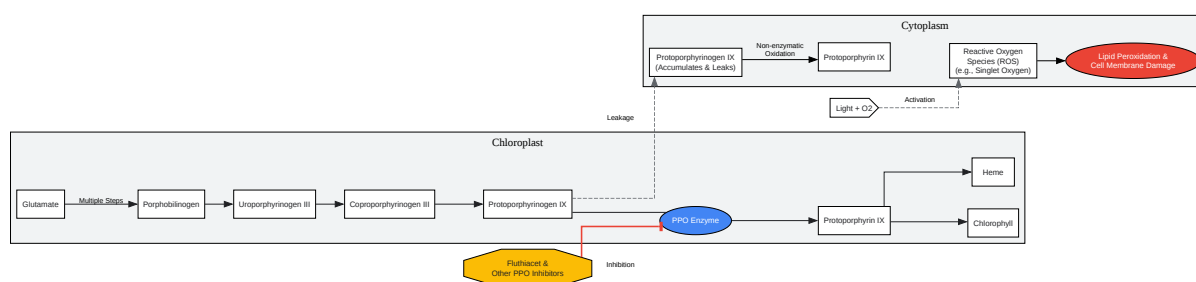 Cytoplasm
Protoporphyrinogen IX
(Accumulates & Leaks)
Non-enzymatic
Oxidation
Protoporphyrin IX
Reactive Oxygen
Species (ROS)
(e.g., Singlet Oxygen)
Lipid Peroxidation &
Cell Membrane Damage
Light + O2
Activation
Leakage
Chloroplast
Glutamate
Multiple Steps
Porphobilinogen
Uroporphyrinogen III
Coproporphyrinogen III
Protoporphyrinogen IX
PPO Enzyme
Protoporphyrin IX
Heme
Chlorophyll
Fluthiacet &
Other PPO Inhibitors
Inhibition